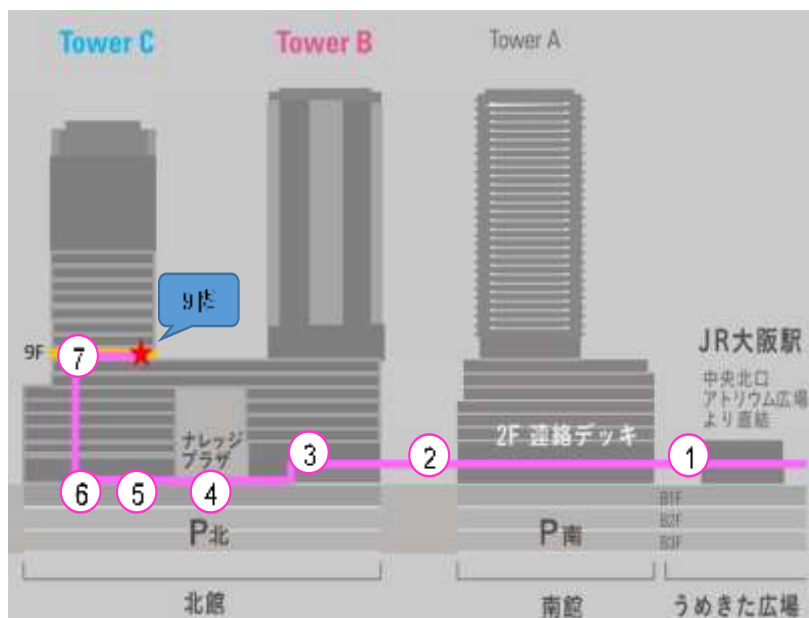 Tower C
Tower B
Tower A
9階
9F
JR大阪駅
中央北口
アトリウム広場
より直結
2F 連絡デッキ
ナレッジ
プラザ
7
3
2
1
6
5
4
B1F
B2F
B3F
P北
P南
北館
南館
うめきた広場